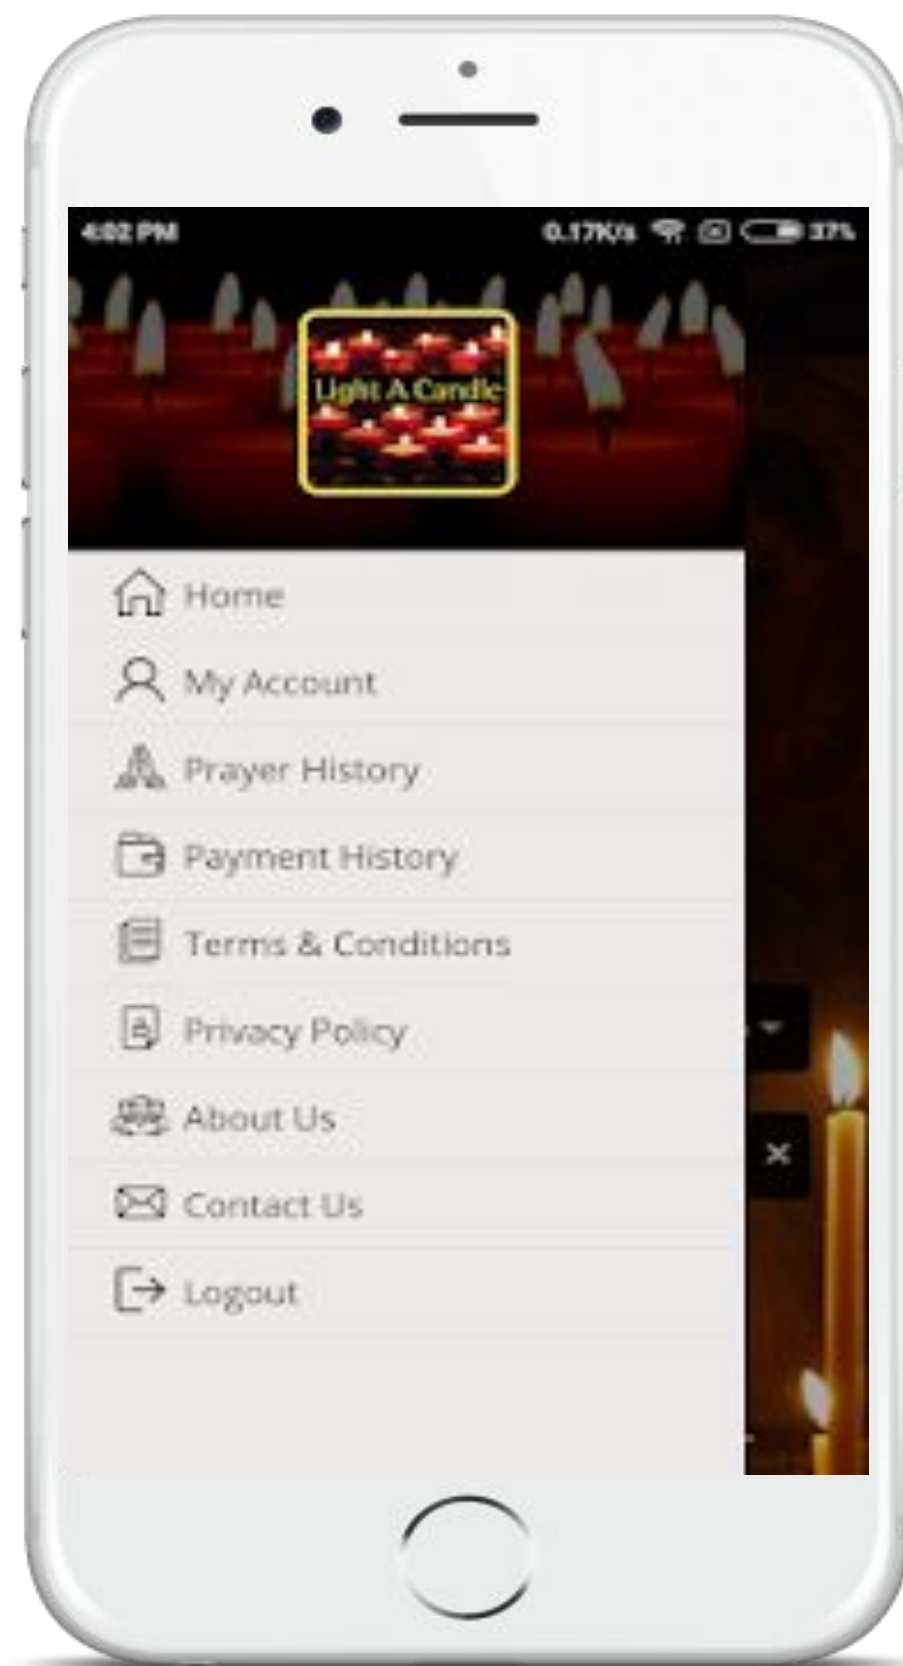 4:02 PM 0.17K/s 37%
Light A Candle
Home
My Account
Prayer History
Payment History
Terms & Conditions
Privacy Policy
About Us
Contact Us
Logout